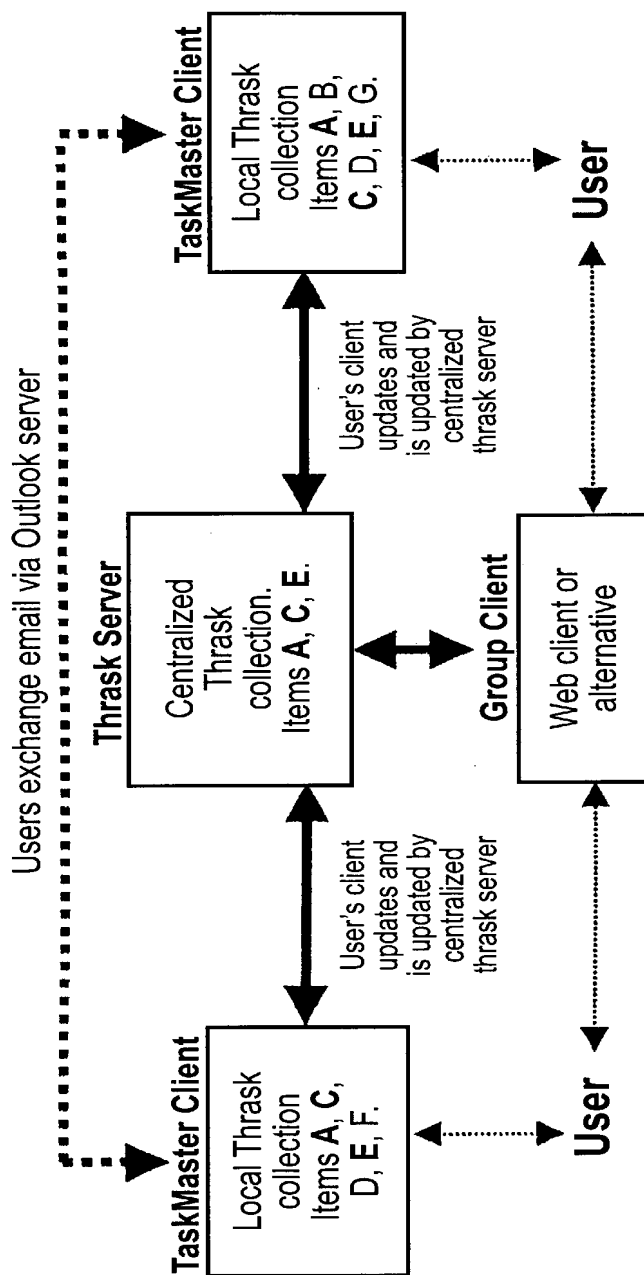 Users exchange email via Outlook server
TaskMaster Client
Local Thrask
collection
Items A, C,
D, E, F.
User's client
updates and
is updated by
centralized
thrask server
Thrask Server
Centralized
Thrask
collection.
Items A, C, E.
User's client
updates and
is updated by
centralized
thrask server
TaskMaster Client
Local Thrask
collection
Items A, B,
C, D, E, G.
User
Group Client
Web client or
alternative
User